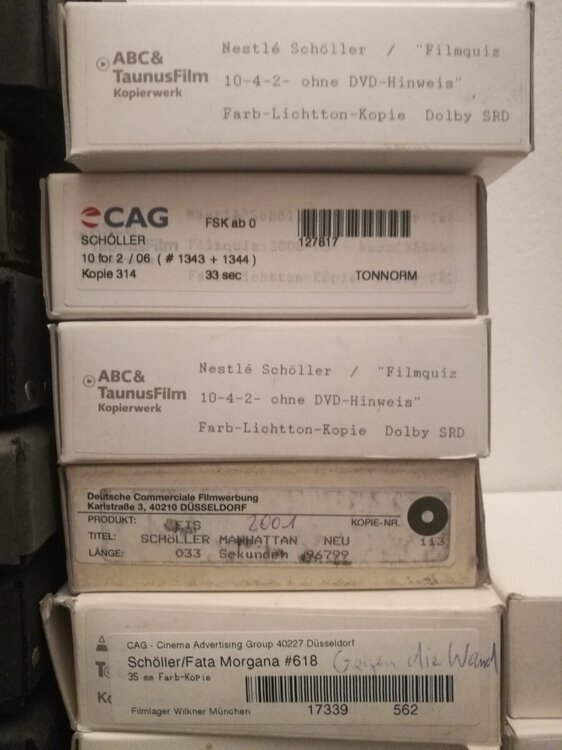 ABC&
TaunusFilm
Kopierwerk
Nestlé Schöller / "Filmquiz
10-4-2- ohne DVD-Hinweis"
Farb-Lichtton-Kopie Dolby SRD
CAG
FSK ab 0
127817
SCHÖLLER
10 for 2 / 06 ( # 1343 + 1344 )
Kopie 314 33 sec TONNORM
ABC&
TaunusFilm
Kopierwerk
Nestlé Schöller / "Filmquiz
10-4-2- ohne DVD-Hinweis"
Farb-Lichtton-Kopie Dolby SRD
Deutsche Commerciale Filmwerbung
Karlstraße 3, 40210 DÜSSELDORF
PRODUKT: EIS 2001 KOPIE-NR.
TITEL: SCHÖLLER MANHATTAN NEU 113
LÄNGE: 033 Sekunden
CAG - Cinema Advertising Group 40227 Düsseldorf
Schöller/Fata Morgana #618 Gegen die Wand
35 mm Farb-Kopie
Filmlager Wilkner München 17339 562